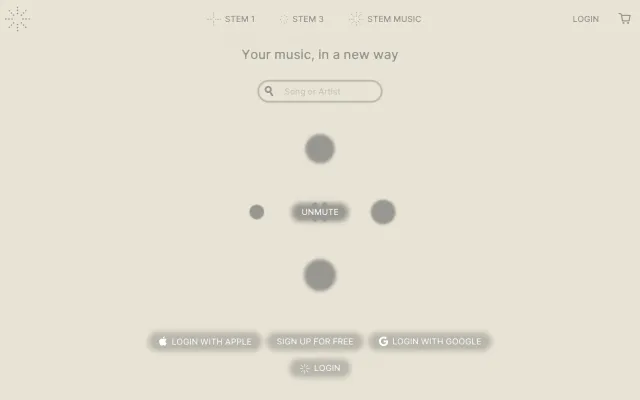 STEM 1 STEM 3 STEM MUSIC LOGIN
Your music, in a new way
Song or Artist
UNMUTE
LOGIN WITH APPLE SIGN UP FOR FREE LOGIN WITH GOOGLE
LOGIN